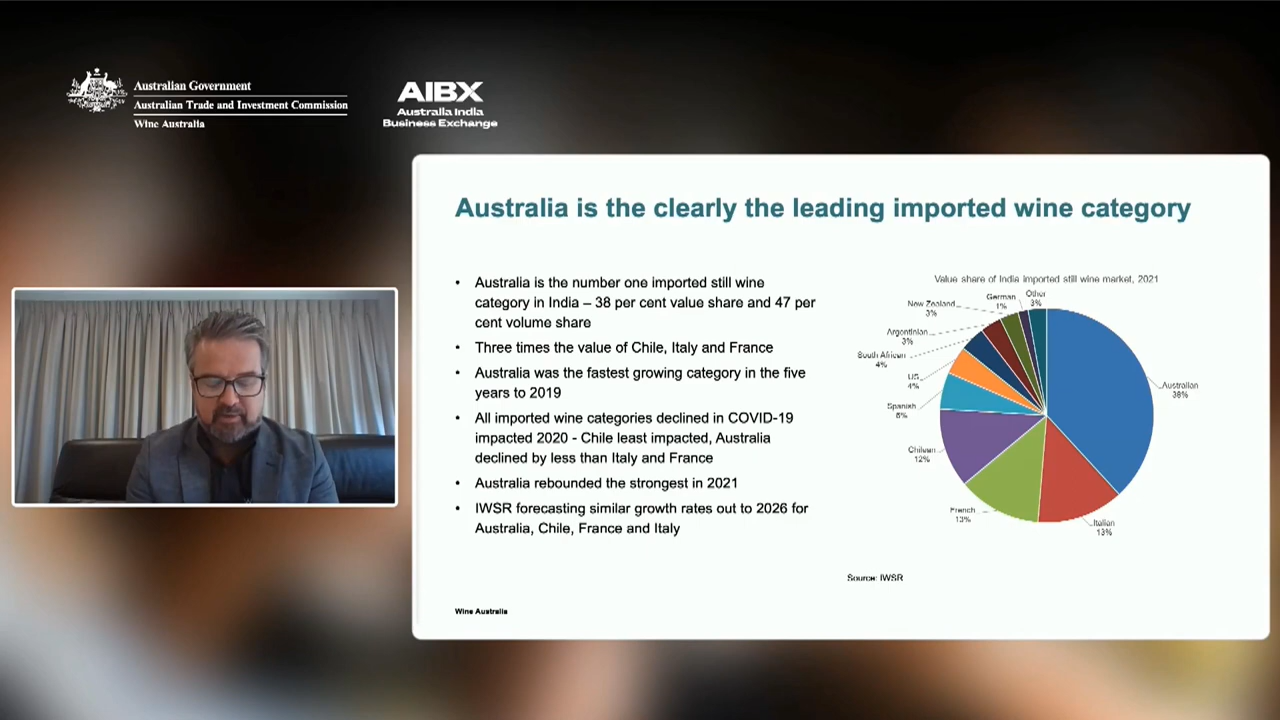 Australian Government
Australian Trade and Investment Commission
Wine Australia
AIBX
Australia India
Business Exchange
Australia is the clearly the leading imported wine category
• Australia is the number one imported still wine
category in India – 38 per cent value share and 47 per
cent volume share
• Three times the value of Chile, Italy and France
• Australia was the fastest growing category in the five
years to 2019
• All imported wine categories declined in COVID-19
impacted 2020 - Chile least impacted, Australia
declined by less than Italy and France
• Australia rebounded the strongest in 2021
• IWSR forecasting similar growth rates out to 2026 for
Australia, Chile, France and Italy
Value share of India imported still wine market, 2021
Other
3%
German
1%
New Zealand
3%
Argentinian
3%
South African
4%
US
4%
Spanish
Chilean
12%
French
13%
Italian
13%
Australian
38%
Source: IWSR
Wine Australia